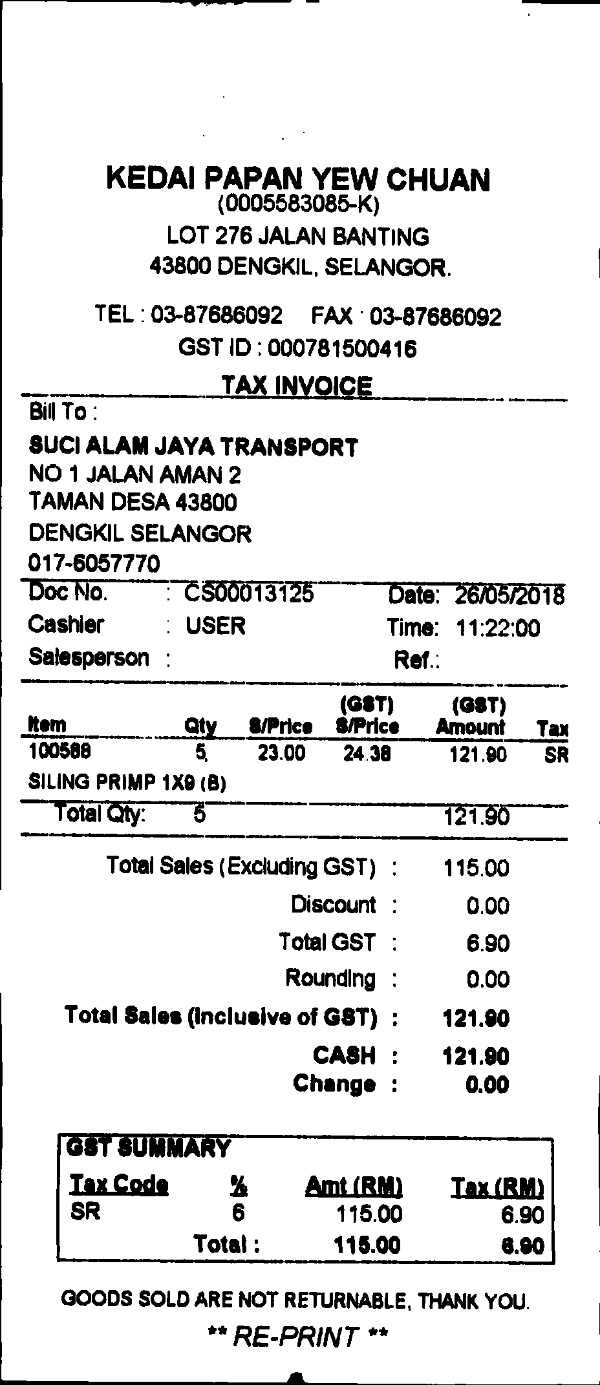 KEDAI PAPAN YEW CHUAN
(0005583085-K)
LOT 276 JALAN BANTING
43800 DENGKIL, SELANGOR.
TEL : 03-87686092 FAX : 03-87686092
GST ID : 000781500416
TAX INVOICE
Bill To :
SUCI ALAM JAYA TRANSPORT
NO 1 JALAN AMAN 2
TAMAN DESA 43800
DENGKIL SELANGOR
017-6057770
Doc No. : CS00013125 Date: 26/05/2018
Cashier : USER Time: 11:22:00
Salesperson : Ref.:
(GST) (GST)
Item Qty S/Price S/Price Amount Tax
100588 5 23.00 24.38 121.90 SR
SILING PRIMP 1X9 (B)
Total Qty: 5 121.90
Total Sales (Excluding GST) : 115.00
Discount : 0.00
Total GST : 6.90
Rounding : 0.00
Total Sales (Inclusive of GST) : 121.90
CASH : 121.90
Change : 0.00
GST SUMMARY
Tax Code % Amt (RM) Tax (RM)
SR 6 115.00 6.90
Total : 115.00 6.90
GOODS SOLD ARE NOT RETURNABLE, THANK YOU.
** RE-PRINT **